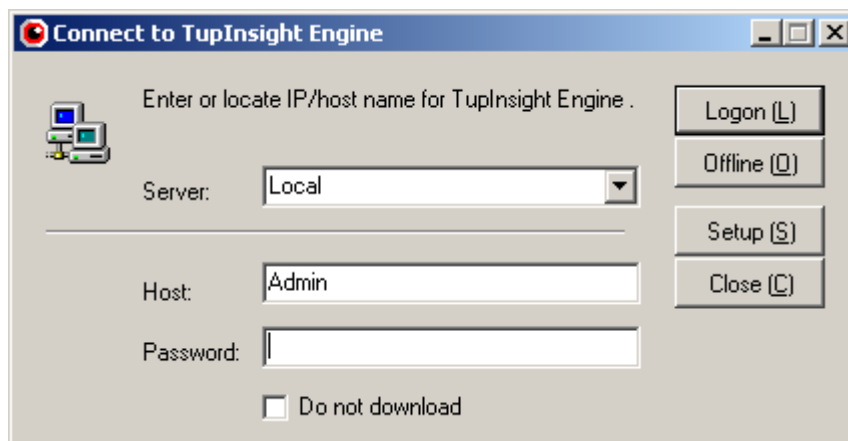 Connect to TupInsight Engine
Enter or locate IP/host name for TupInsight Engine .
Logon (L)
Offline (O)
Server:
Local
Setup (S)
Host:
Admin
Close (C)
Password:
Do not download